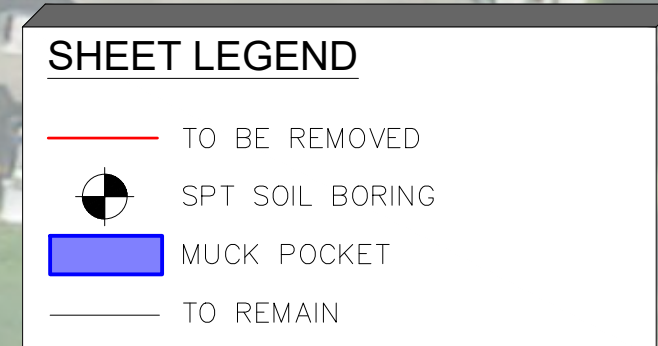 SHEET LEGEND
TO BE REMOVED
SPT SOIL BORING
MUCK POCKET
TO REMAIN